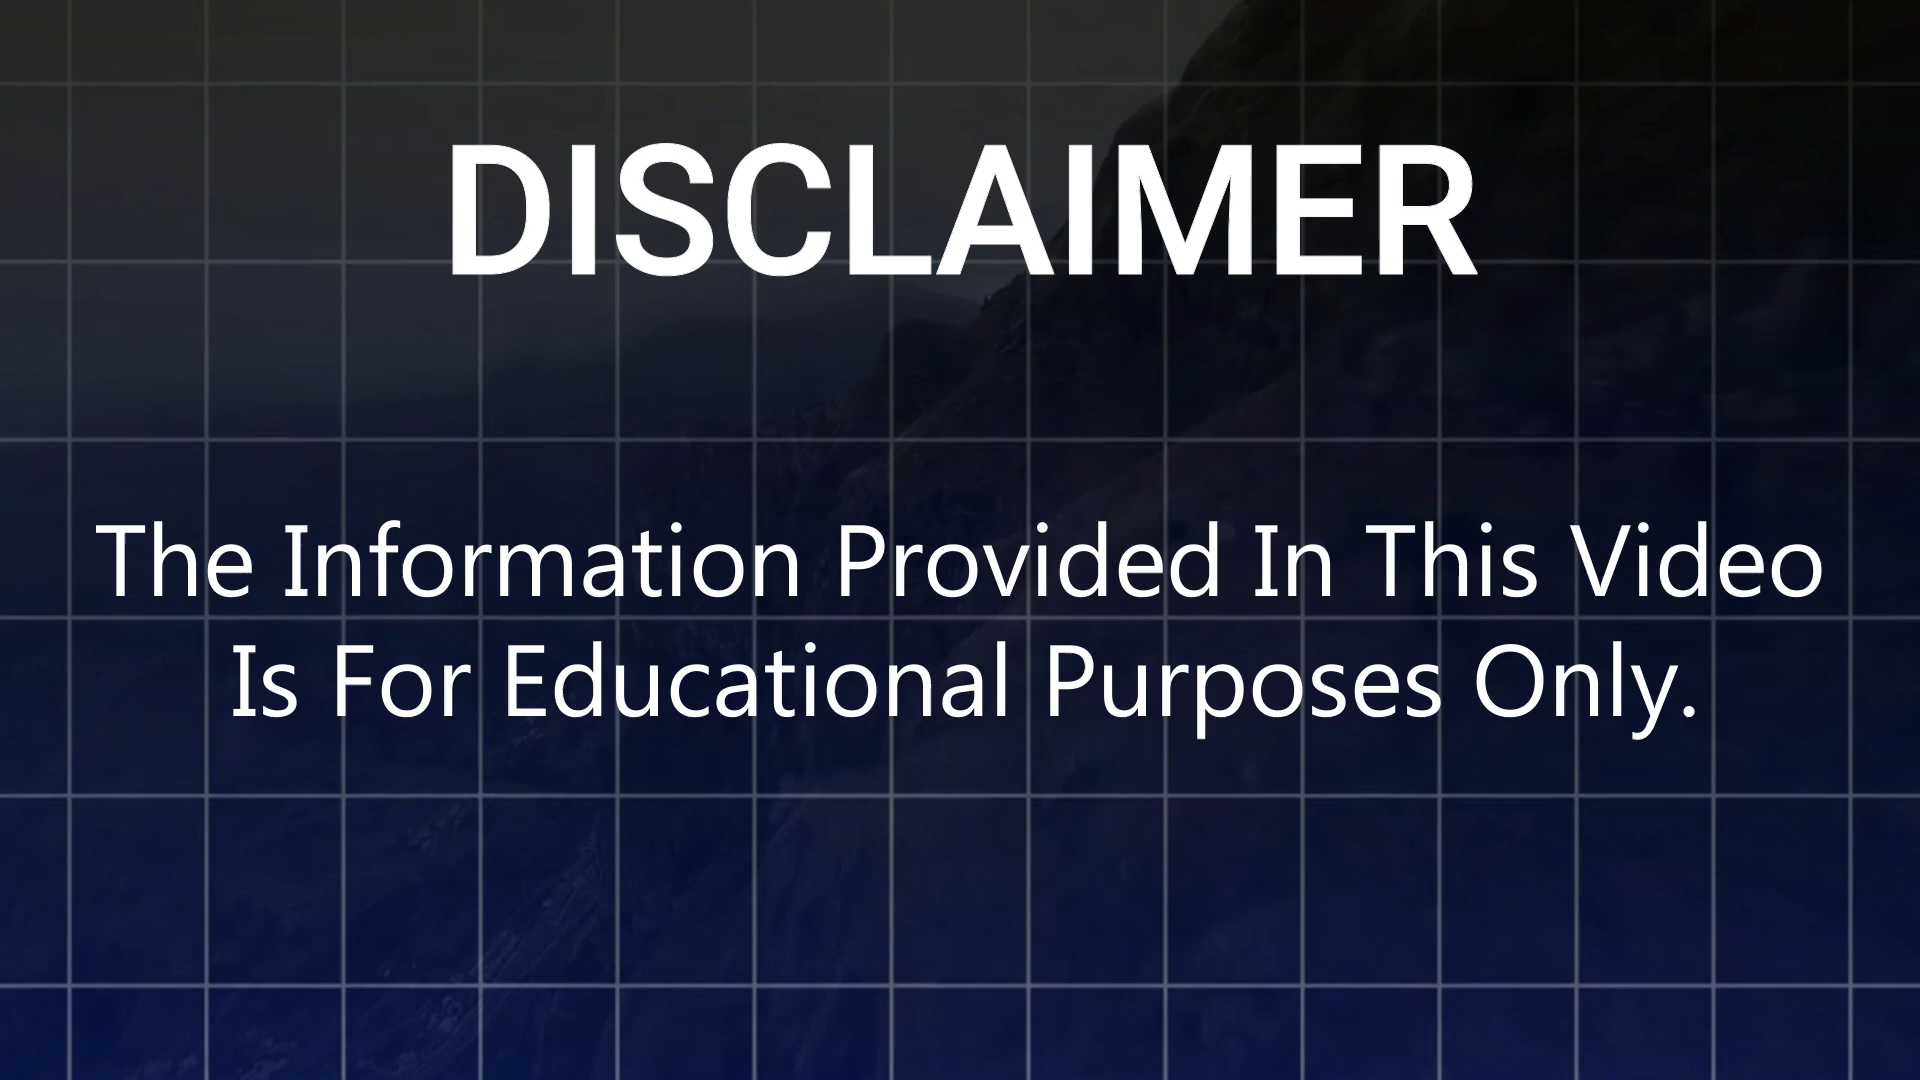 DISCLAIMER
The Information Provided In This Video
Is For Educational Purposes Only.